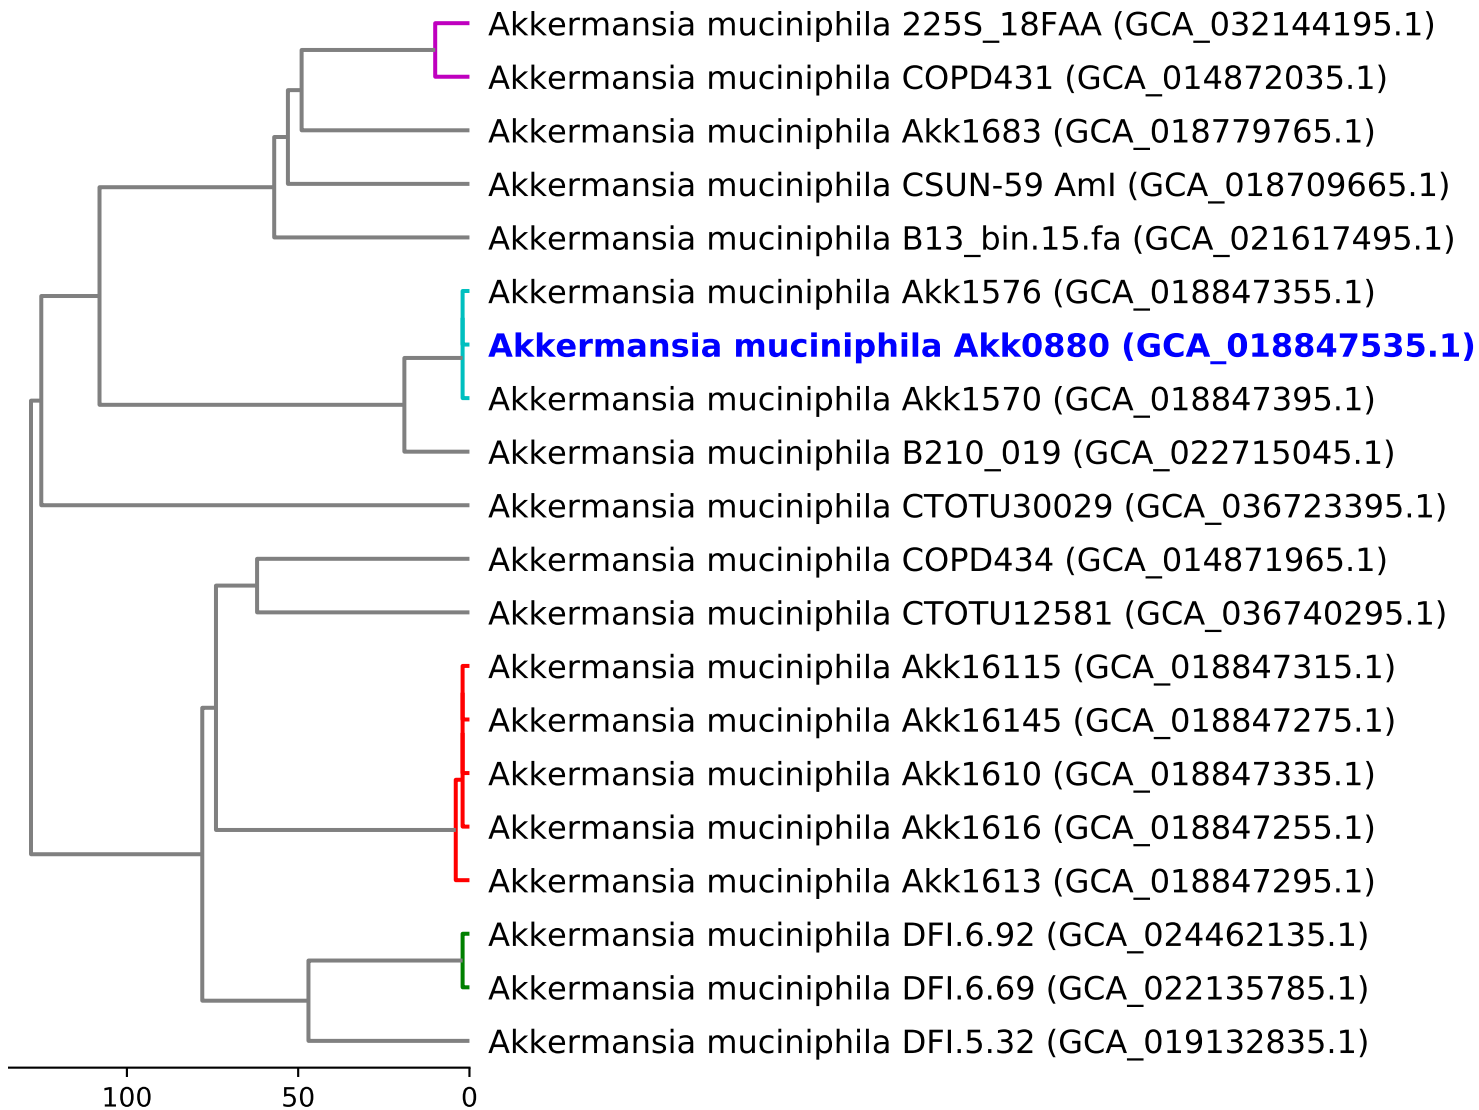 Akkermansia muciniphila 225S_18FAA (GCA_032144195.1)
Akkermansia muciniphila COPD431 (GCA_014872035.1)
Akkermansia muciniphila Akk1683 (GCA_018779765.1)
Akkermansia muciniphila CSUN-59 AmI (GCA_018709665.1)
Akkermansia muciniphila B13_bin.15.fa (GCA_021617495.1)
Akkermansia muciniphila Akk1576 (GCA_018847355.1)
Akkermansia muciniphila Akk0880 (GCA_018847535.1)
Akkermansia muciniphila Akk1570 (GCA_018847395.1)
Akkermansia muciniphila B210_019 (GCA_022715045.1)
Akkermansia muciniphila CTOTU30029 (GCA_036723395.1)
Akkermansia muciniphila COPD434 (GCA_014871965.1)
Akkermansia muciniphila CTOTU12581 (GCA_036740295.1)
Akkermansia muciniphila Akk16115 (GCA_018847315.1)
Akkermansia muciniphila Akk16145 (GCA_018847275.1)
Akkermansia muciniphila Akk1610 (GCA_018847335.1)
Akkermansia muciniphila Akk1616 (GCA_018847255.1)
Akkermansia muciniphila Akk1613 (GCA_018847295.1)
Akkermansia muciniphila DFI.6.92 (GCA_024462135.1)
Akkermansia muciniphila DFI.6.69 (GCA_022135785.1)
Akkermansia muciniphila DFI.5.32 (GCA_019132835.1)
100 50 0